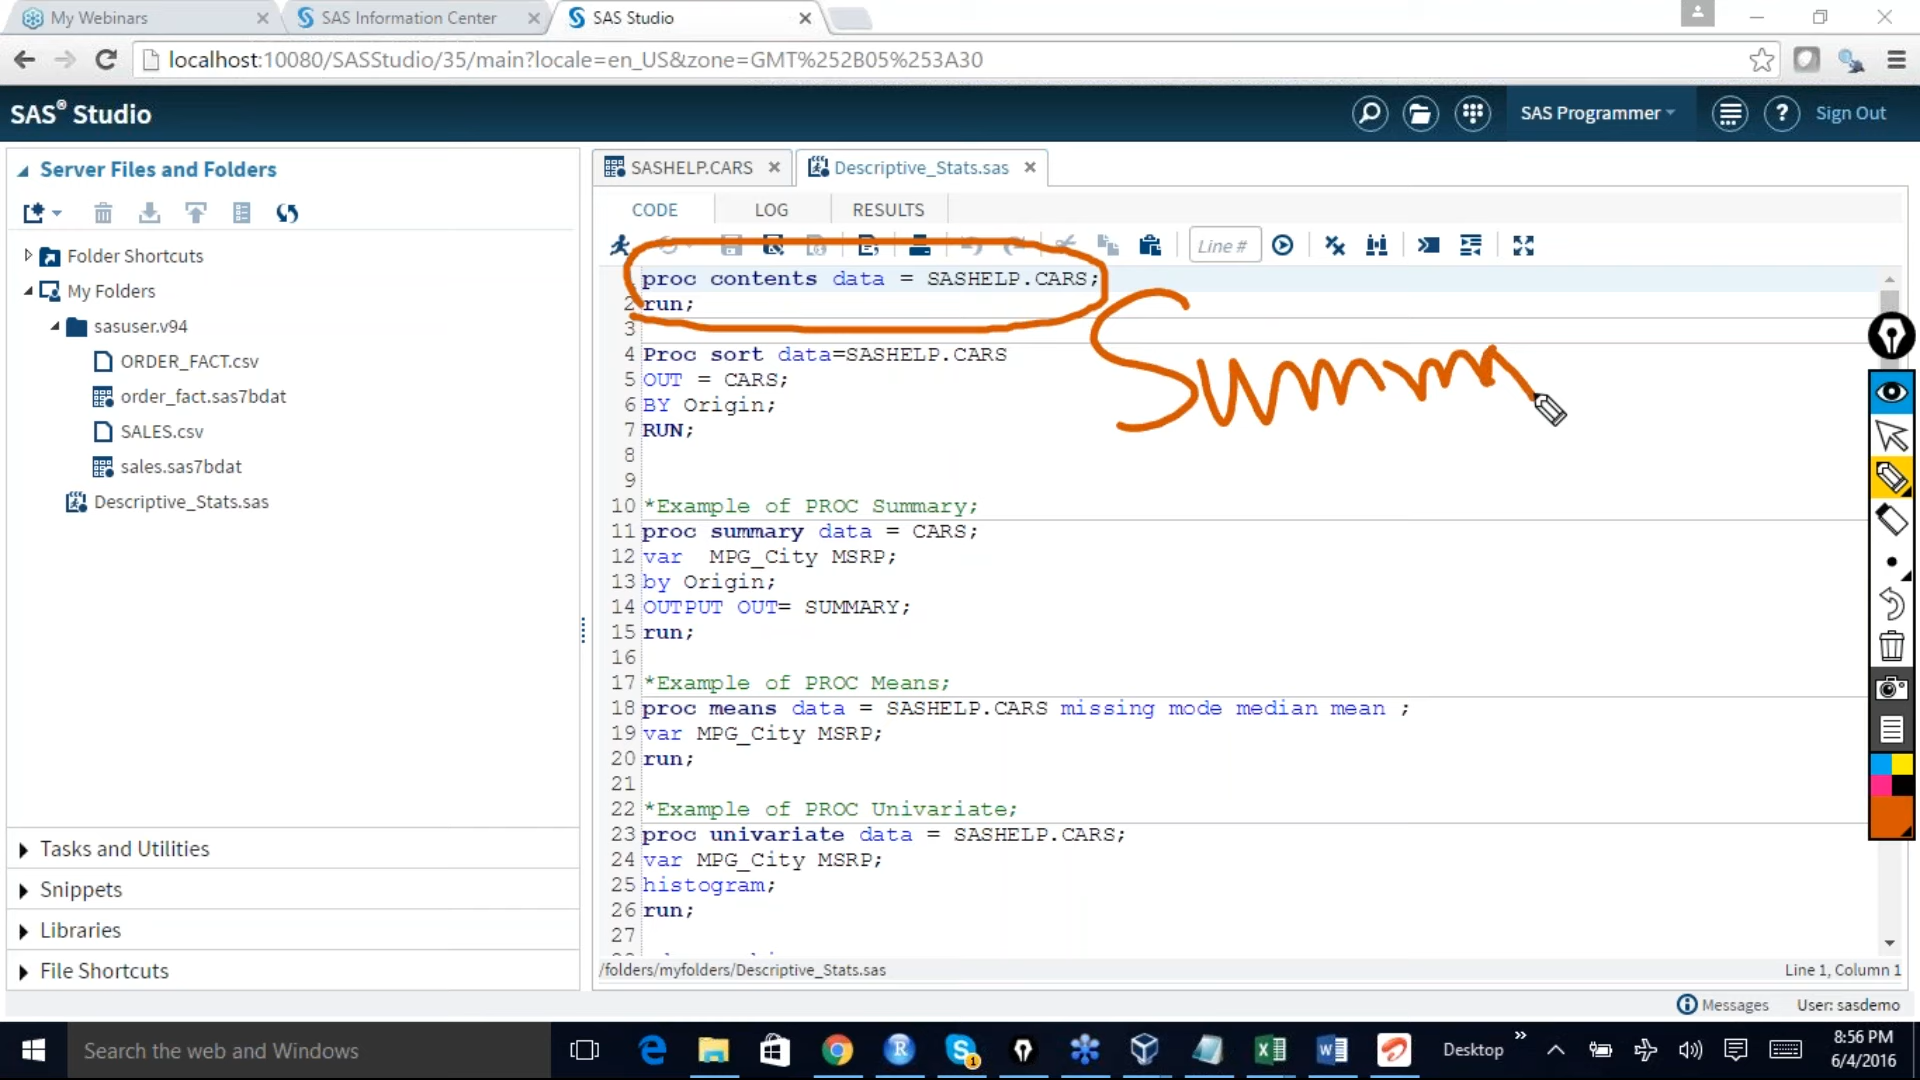 My Webinars
SAS Information Center
SAS Studio
localhost:10080/SASStudio/35/main?locale=en_US&zone=GMT%252B05%253A30
SAS® Studio
SAS Programmer
Sign Out
Server Files and Folders
Folder Shortcuts
My Folders
sasuser.v94
ORDER_FACT.csv
order_fact.sas7bdat
SALES.csv
sales.sas7bdat
Descriptive_Stats.sas
Tasks and Utilities
Snippets
Libraries
File Shortcuts
SASHELP.CARS
Descriptive_Stats.sas
CODE
LOG
RESULTS
Line #
proc contents data = SASHELP.CARS;
2 run;
3
4 Proc sort data=SASHELP.CARS
5 OUT = CARS;
6 BY Origin;
7 RUN;
8
9
10 *Example of PROC Summary;
11 proc summary data = CARS;
12 var MPG_City MSRP;
13 by Origin;
14 OUTPUT OUT= SUMMARY;
15 run;
16
17 *Example of PROC Means;
18 proc means data = SASHELP.CARS missing mode median mean ;
19 var MPG_City MSRP;
20 run;
21
22 *Example of PROC Univariate;
23 proc univariate data = SASHELP.CARS;
24 var MPG_City MSRP;
25 histogram;
26 run;
27
Summ
/folders/myfolders/Descriptive_Stats.sas
Line 1, Column 1
Messages
User: sasdemo
Search the web and Windows
Desktop
8:56 PM
6/4/2016